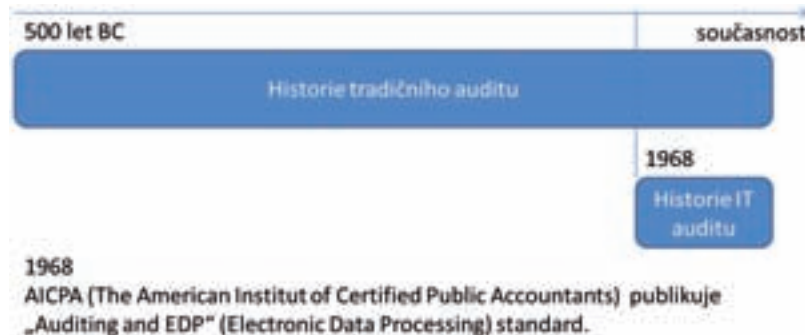 500 let BC
současnost
Historie tradičního auditu
1968
Historie IT
auditu
1968
AICPA (The American Institut of Certified Public Accountants) publikuje
„Auditing and EDP“ (Electronic Data Processing) standard.